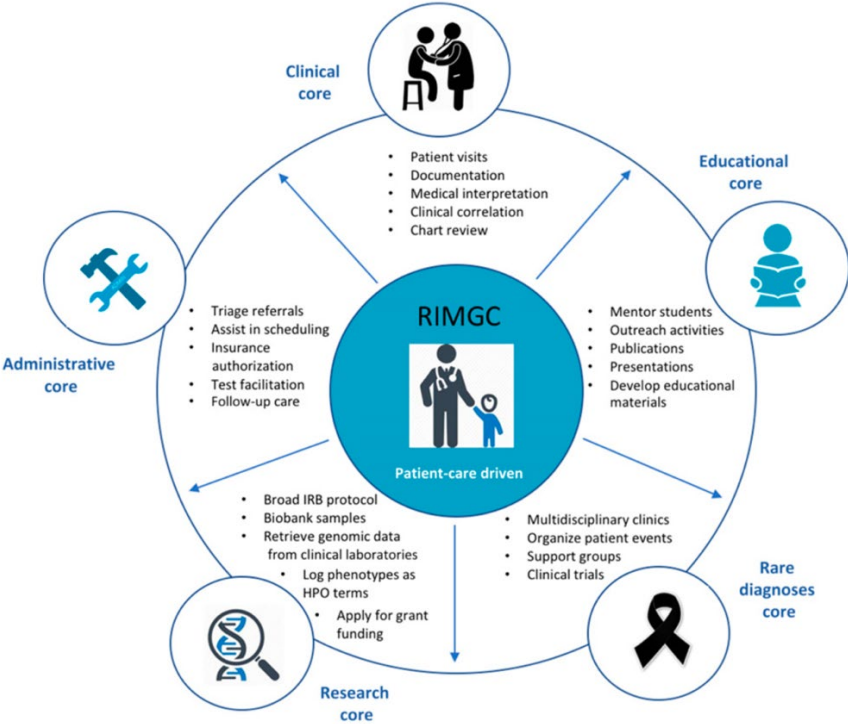 Clinical
core
• Patient visits
• Documentation
• Medical interpretation
• Clinical correlation
• Chart review
Educational
core
• Mentor students
• Outreach activities
• Publications
• Presentations
• Develop educational
materials
Administrative
core
• Triage referrals
• Assist in scheduling
• Insurance
authorization
• Test facilitation
• Follow-up care
RIMGC
Patient-care driven
• Broad IRB protocol
• Biobank samples
• Retrieve genomic data
from clinical laboratories
• Log phenotypes as
HPO terms
• Apply for grant
funding
Research
core
• Multidisciplinary clinics
• Organize patient events
• Support groups
• Clinical trials
Rare
diagnoses
core